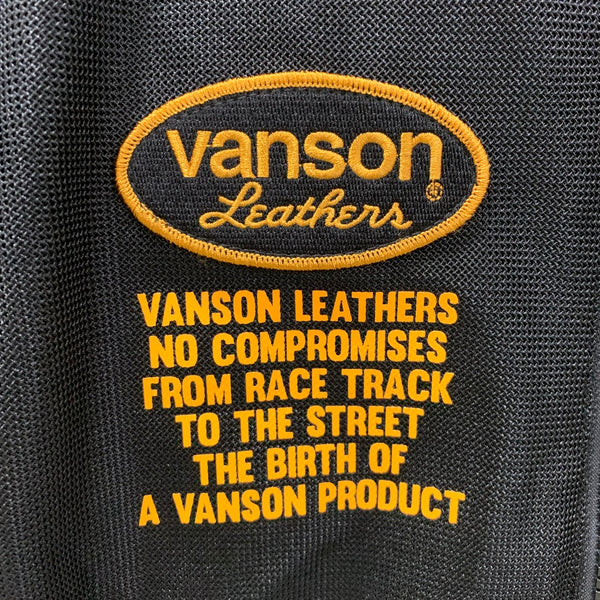 vanson
Leathers
VANSON LEATHERS
NO COMPROMISES
FROM RACE TRACK
TO THE STREET
THE BIRTH OF
A VANSON PRODUCT